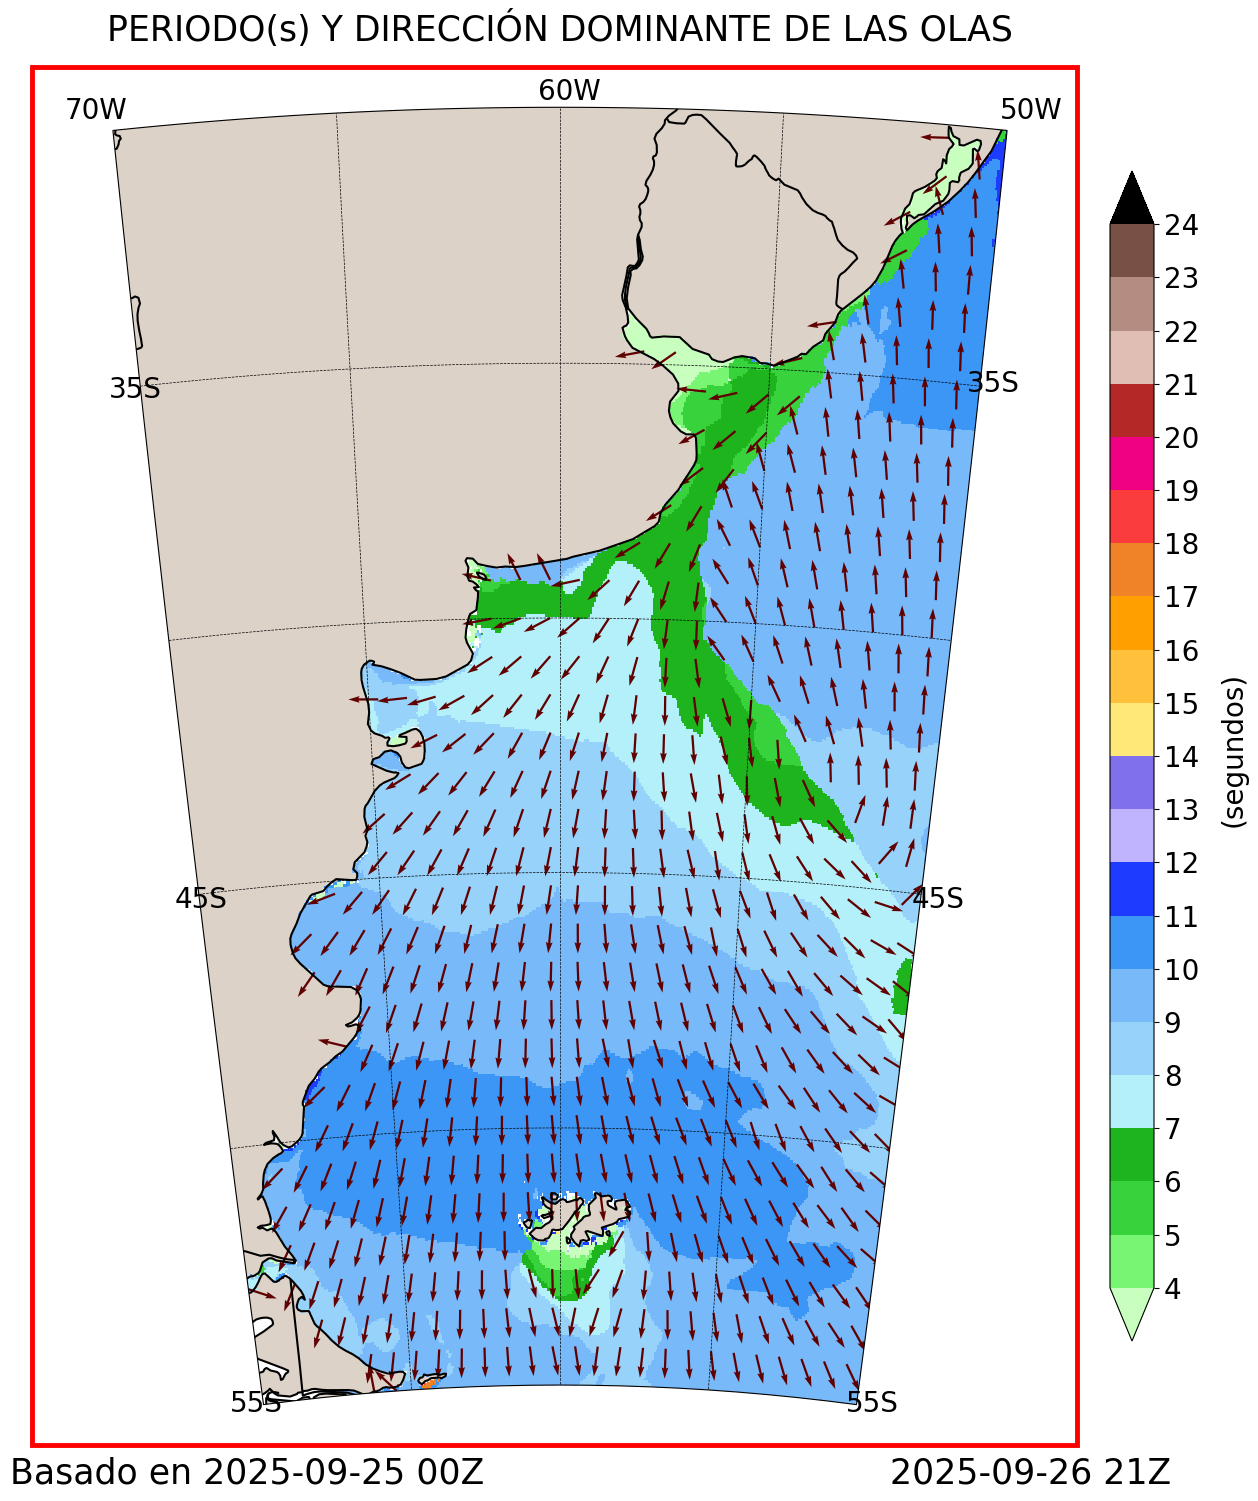 PERIODO(s) Y DIRECCIÓN DOMINANTE DE LAS OLAS
70W
60W
50W
35S
35S
45S
45S
55S
55S
24
23
22
21
20
19
18
17
16
15
14
13
12
11
10
9
8
7
6
5
4
(segundos)
Basado en 2025-09-25 00Z
2025-09-26 21Z